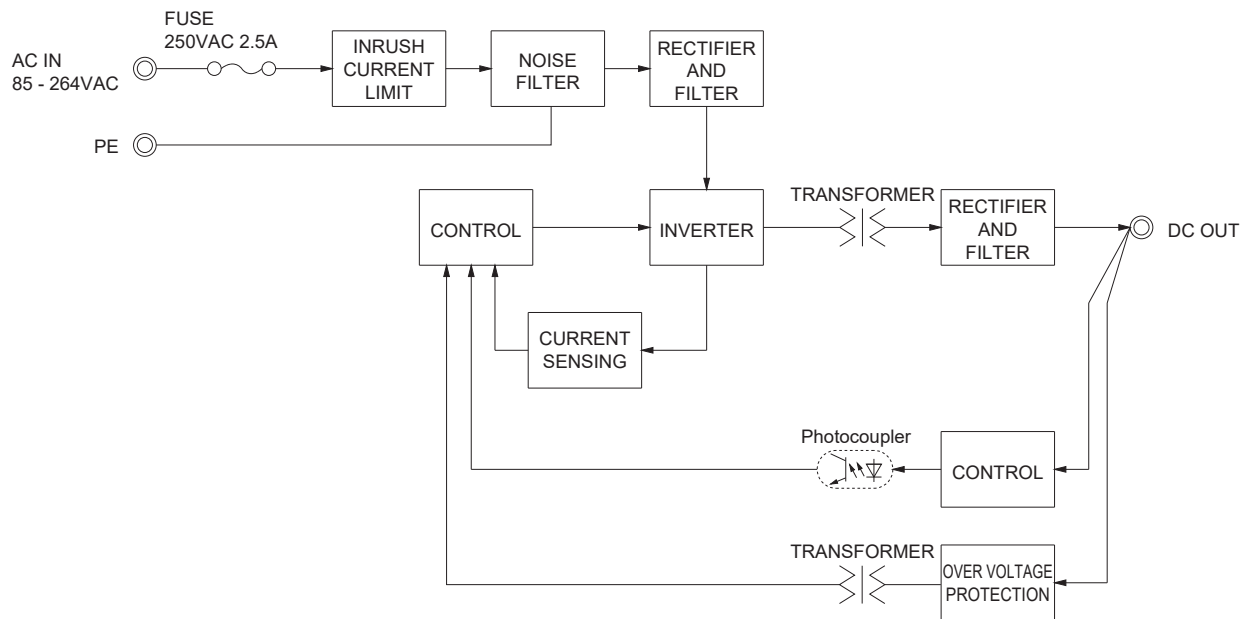 FUSE
250VAC 2.5A
AC IN
85 - 264VAC
INRUSH
CURRENT
LIMIT
NOISE
FILTER
RECTIFIER
AND
FILTER
PE
CONTROL
INVERTER
TRANSFORMER
RECTIFIER
AND
FILTER
DC OUT
CURRENT
SENSING
Photocoupler
CONTROL
TRANSFORMER
OVER VOLTAGE
PROTECTION